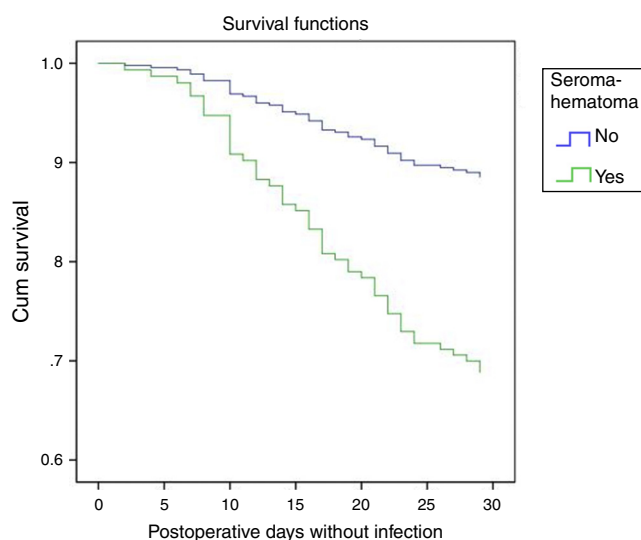 Survival functions
1.0
9
8
.7
0.6
Cum survival
0 5 10 15 20 25 30
Postoperative days without infection
Seroma-
hematoma
No
Yes